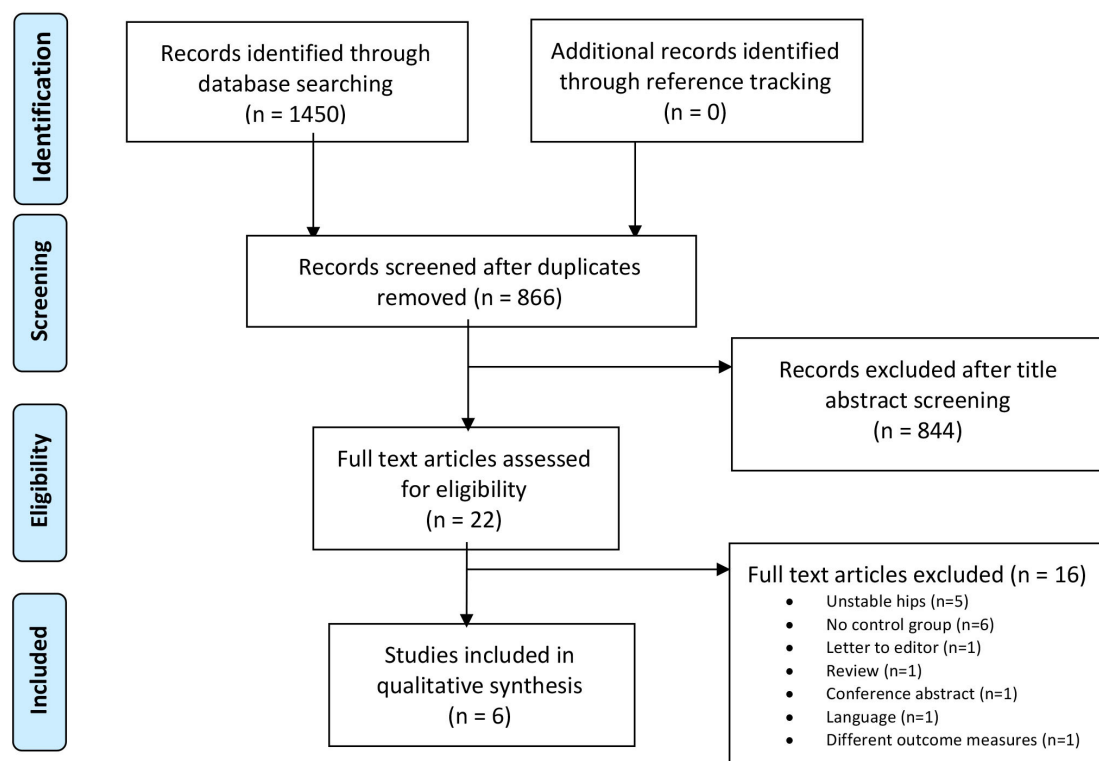 Identification
Records identified through
database searching
(n = 1450)
Additional records identified
through reference tracking
(n = 0)
Screening
Records screened after duplicates
removed (n = 866)
Records excluded after title
abstract screening
(n = 844)
Eligibility
Full text articles assessed
for eligibility
(n = 22)
Full text articles excluded (n = 16)
• Unstable hips (n=5)
• No control group (n=6)
• Letter to editor (n=1)
• Review (n=1)
• Conference abstract (n=1)
• Language (n=1)
• Different outcome measures (n=1)
Included
Studies included in
qualitative synthesis
(n = 6)